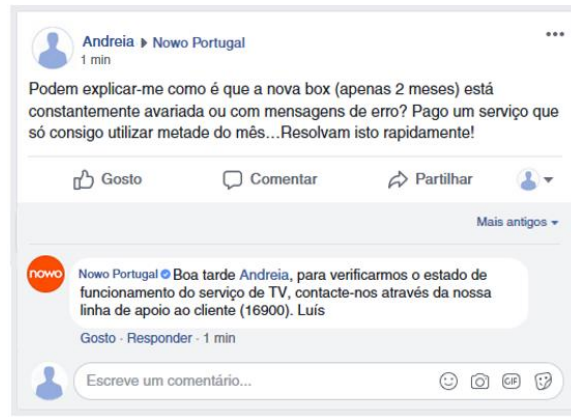 Andreia ▸ Nowo Portugal
1 min
Podem explicar-me como é que a nova box (apenas 2 meses) está
constantemente avariada ou com mensagens de erro? Pago um serviço que
só consigo utilizar metade do mês…Resolvam isto rapidamente!
Gosto Comentar Partilhar
Mais antigos
nowo
Nowo Portugal Boa tarde Andreia, para verificarmos o estado de
funcionamento do serviço de TV, contacte-nos através da nossa
linha de apoio ao cliente (16900). Luís
Gosto · Responder · 1 min
Escreve um comentário... GIF